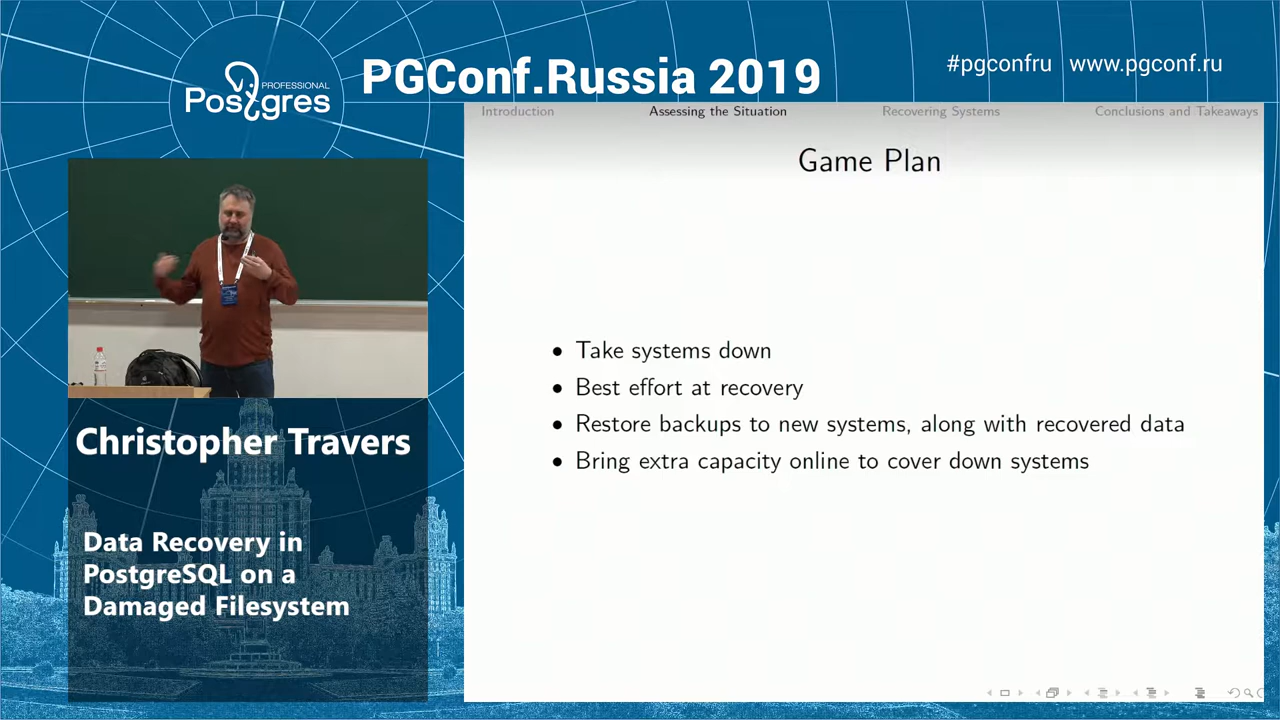 PROFESSIONAL
Postgres
PGConf.Russia 2019
#pgconfru www.pgconf.ru
Introduction Assessing the Situation Recovering Systems Conclusions and Takeaways
Game Plan
• Take systems down
• Best effort at recovery
• Restore backups to new systems, along with recovered data
• Bring extra capacity online to cover down systems
Christopher Travers
Data Recovery in
PostgreSQL on a
Damaged Filesystem